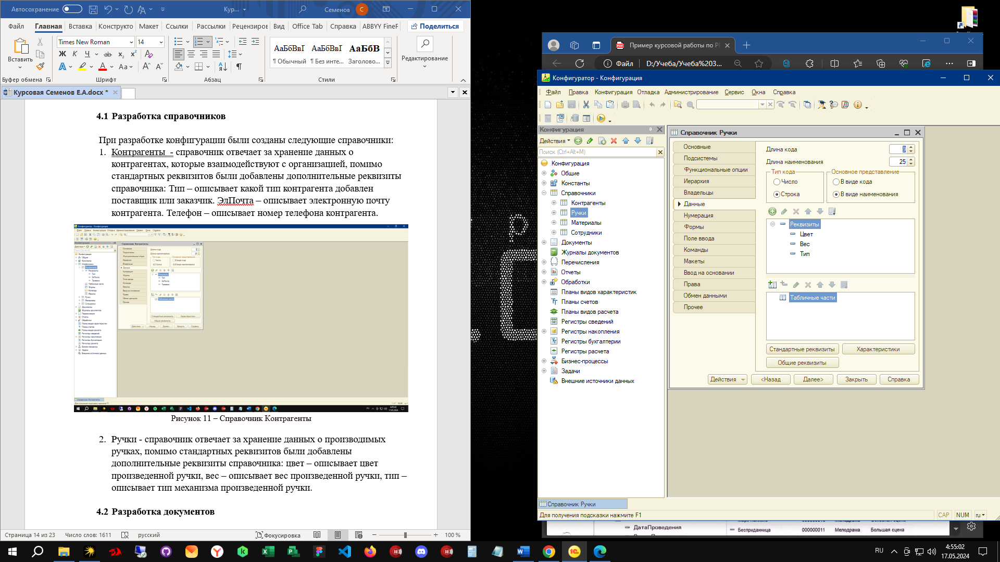 Автосохранение
Кур...
Семенов
С
Файл
Главная
Вставка
Конструкто
Макет
Ссылки
Рассылки
Рецензиров
Вид
Office Tab
Справка
ABBYY FineF
Поделиться
Вставить
Times New Roman
14
Ж К Ч ab x₂ x²
Aa
АаБбВвГ
АаБбВвГ
АаБбВ
¶ Обычный
¶ Без инте...
Заголово...
Редактирование
Буфер обмена
Шрифт
Абзац
Стили
Курсовая Семенов Е.А.docx *
4.1 Разработка справочников
При разработке конфигурации были созданы следующие справочники:
1. Контрагенты - справочник отвечает за хранение данных о
контрагентах, которые взаимодействуют с организацией, помимо
стандартных реквизитов были добавлены дополнительные реквизиты
справочника: Тип – описывает какой тип контрагента добавлен
поставщик или заказчик. ЭлПочта – описывает электронную почту
контрагента. Телефон – описывает номер телефона контрагента.
Рисунок 11 – Справочник Контрагенты
2. Ручки - справочник отвечает за хранение данных о производимых
ручках, помимо стандартных реквизитов были добавлены
дополнительные реквизиты справочника: цвет – описывает цвет
произведенной ручки, вес – описывает вес произведенной ручки, тип –
описывает тип механизма произведенной ручки.
4.2 Разработка документов
Страница 14 из 23
Число слов: 1611
русский
Фокусировка
100 %
Пример курсовой работы по P
Файл
D:/Учеба/Учеба%203...
Конфигуратор - Конфигурация
Файл
Правка
Конфигурация
Отладка
Администрирование
Сервис
Окна
Справка
Конфигурация
Действия
Поиск (Ctrl+Alt+M)
Конфигурация
Общие
Константы
Справочники
Контрагенты
Ручки
Материалы
Сотрудники
Документы
Журналы документов
Перечисления
Отчеты
Обработки
Планы видов характеристик
Планы счетов
Планы видов расчета
Регистры сведений
Регистры накопления
Регистры бухгалтерии
Регистры расчета
Бизнес-процессы
Задачи
Внешние источники данных
Справочник Ручки
Основные
Подсистемы
Функциональные опции
Иерархия
Владельцы
Данные
Нумерация
Формы
Поле ввода
Команды
Макеты
Ввод на основании
Права
Обмен данными
Прочее
Длина кода
9
Длина наименования
25
Тип кода
Число
Строка
Основное представление
В виде кода
В виде наименования
Реквизиты
Цвет
Вес
Тип
Табличные части
Стандартные реквизиты
Характеристики
Общие реквизиты
Действия
<Назад
Далее>
Закрыть
Справка
Справочник Ручки
Для получения подсказки нажмите F1
CAP
NUM
ru
ДатаПроведения
Бесприданница
000000011
Мелодрама
Большая сцена
RU
4:55:02
17.05.2024